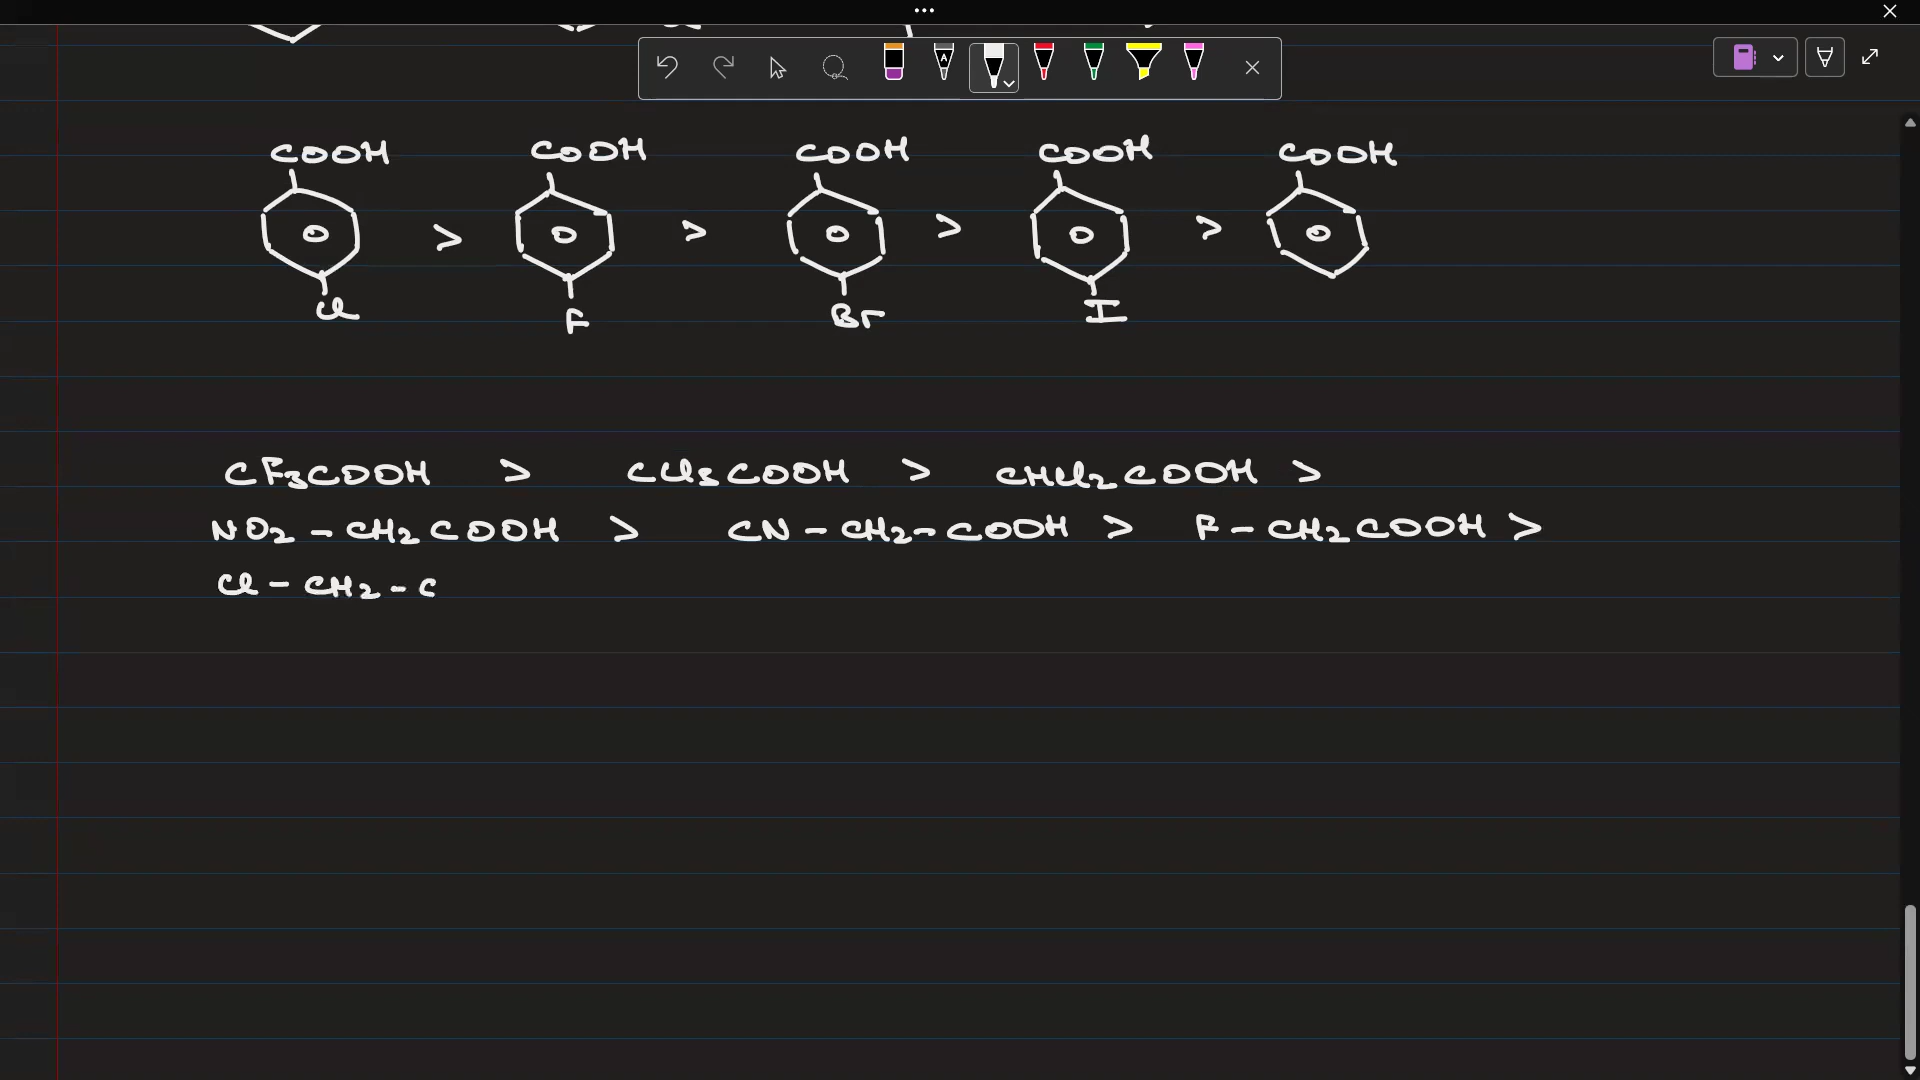 COOH COOH COOH COOH COOH
> > > >
Cl F Br I
CF3COOH > CCl3COOH > CHCl2COOH >
NO2-CH2COOH > CN-CH2-COOH > F-CH2COOH >
Cl-CH2-C